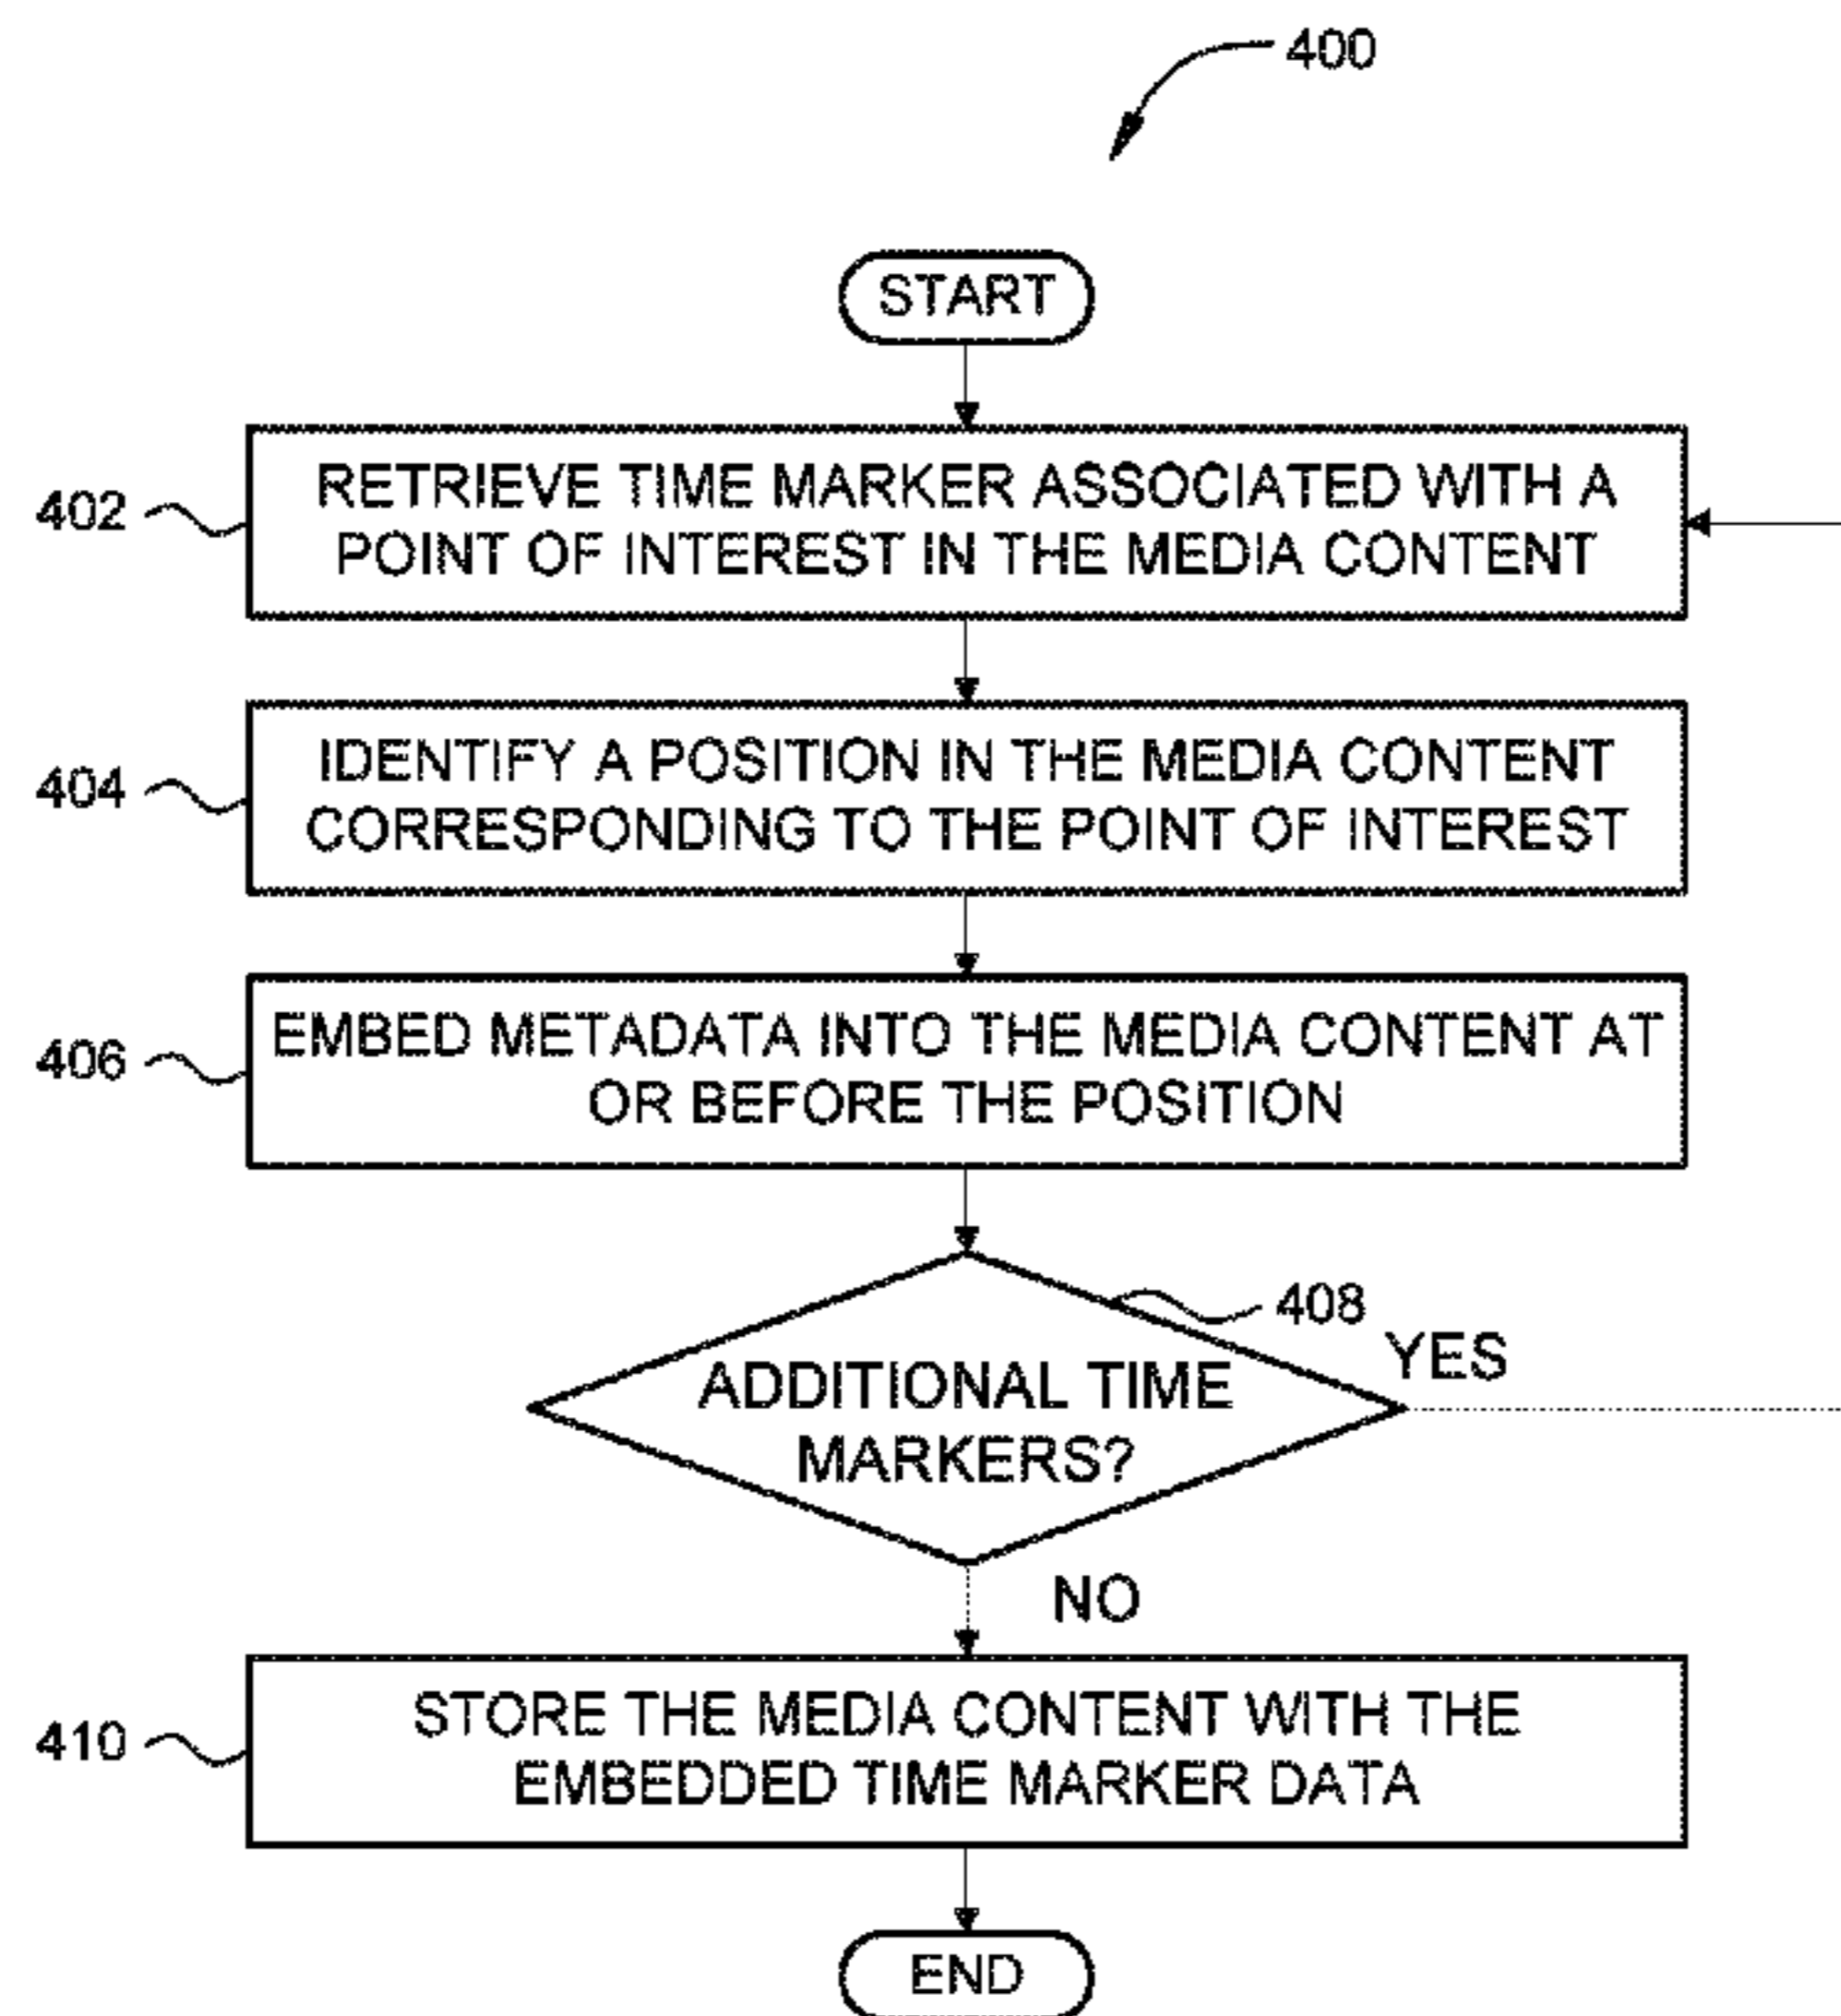 400
START
402
RETRIEVE TIME MARKER ASSOCIATED WITH A
POINT OF INTEREST IN THE MEDIA CONTENT
404
IDENTIFY A POSITION IN THE MEDIA CONTENT
CORRESPONDING TO THE POINT OF INTEREST
406
EMBED METADATA INTO THE MEDIA CONTENT AT
OR BEFORE THE POSITION
408
YES
ADDITIONAL TIME
MARKERS?
NO
410
STORE THE MEDIA CONTENT WITH THE
EMBEDDED TIME MARKER DATA
END